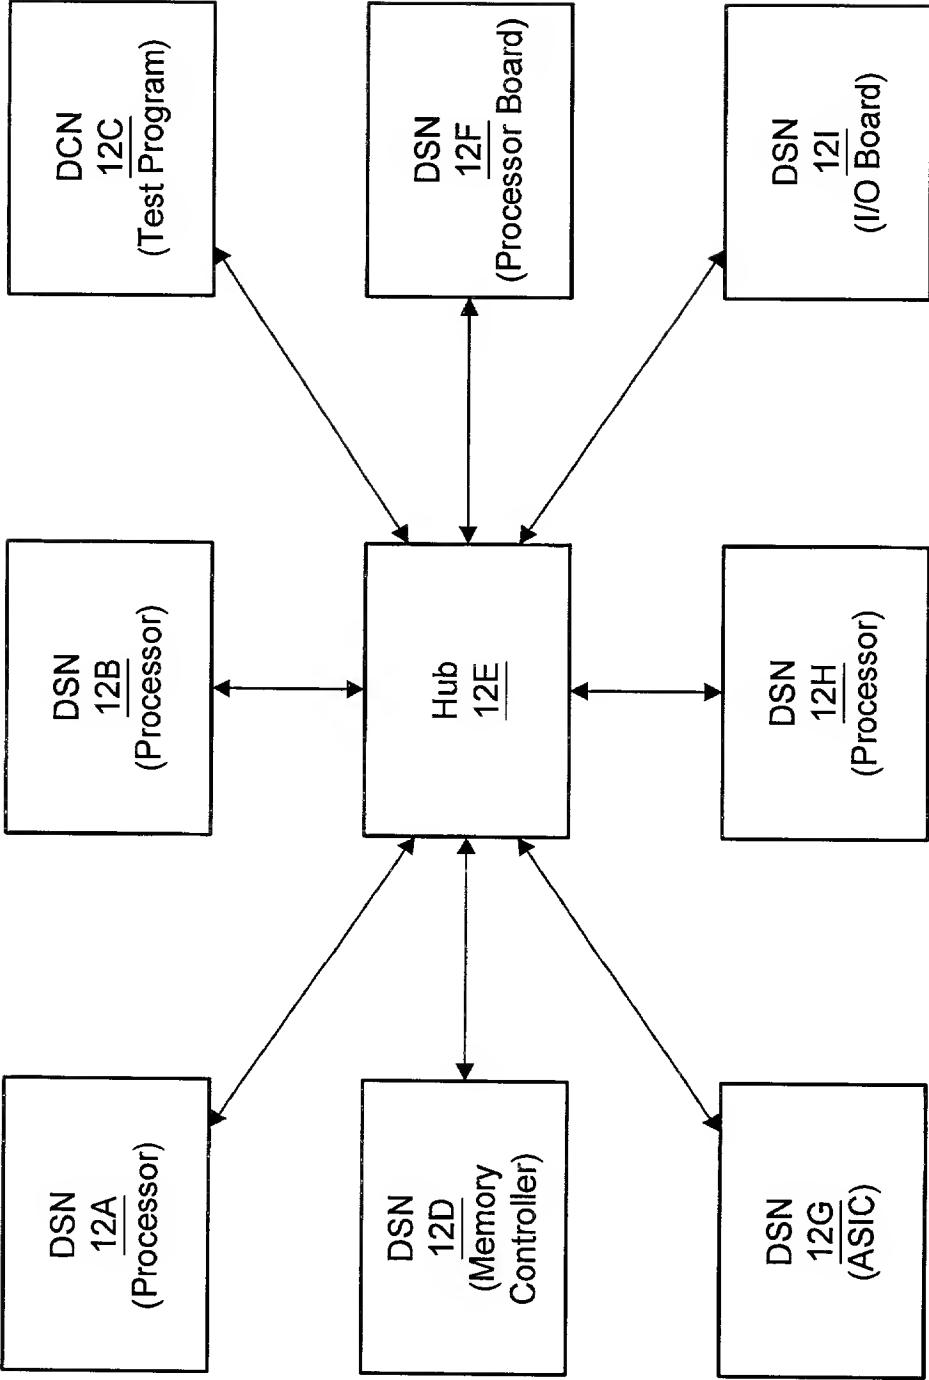 DSN
12A
(Processor)
DSN
12B
(Processor)
DCN
12C
(Test Program)
DSN
12D
(Memory
Controller)
Hub
12E
DSN
12F
(Processor Board)
DSN
12G
(ASIC)
DSN
12H
(Processor)
DSN
12I
(I/O Board)